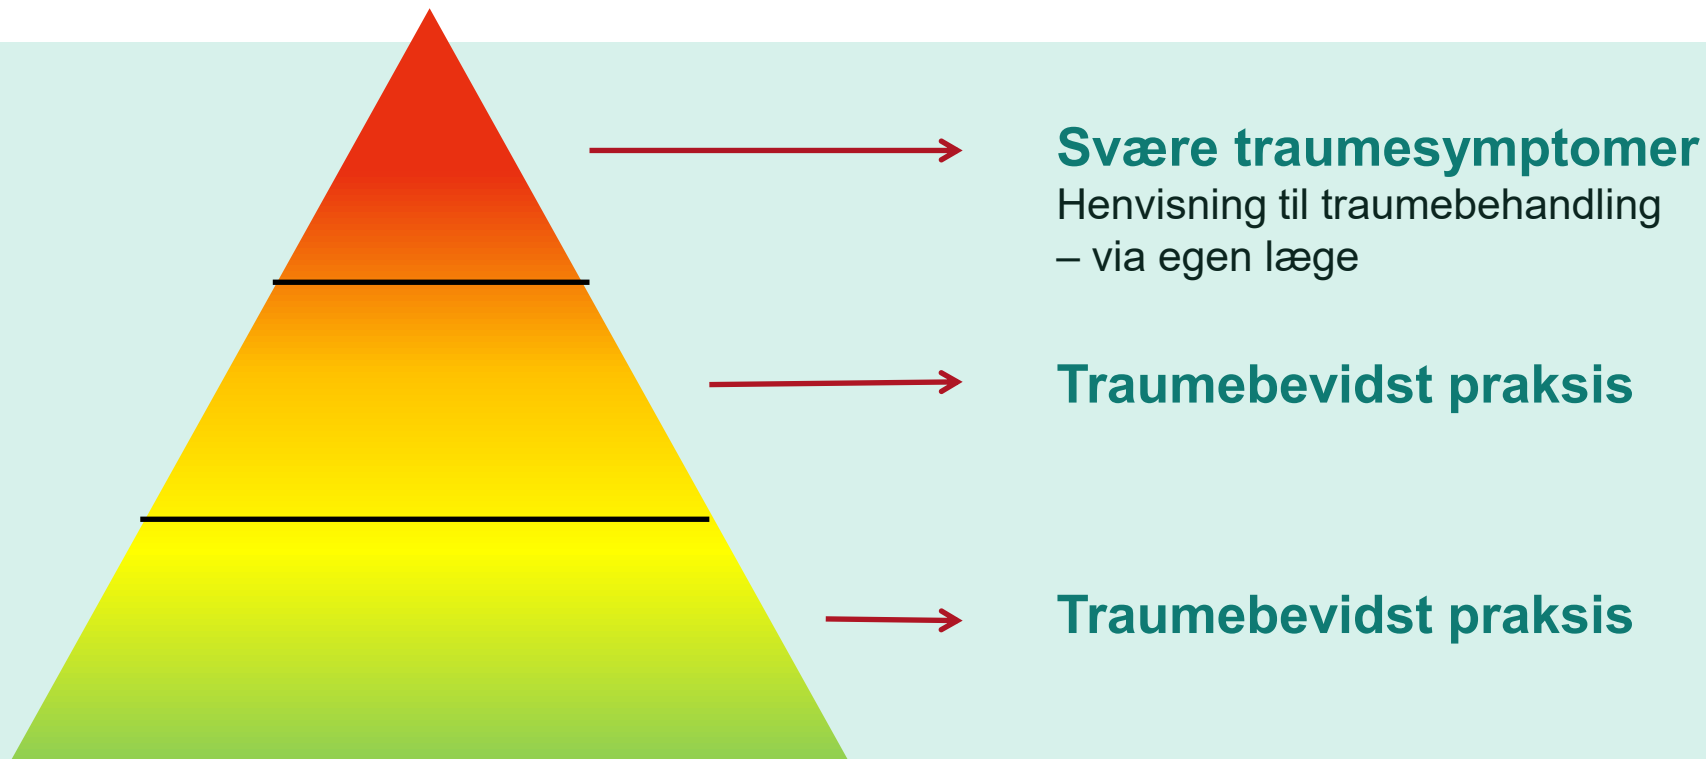 Svære traumesymptomer
Henvisning til traumebehandling
– via egen læge
Traumebevidst praksis
Traumebevidst praksis